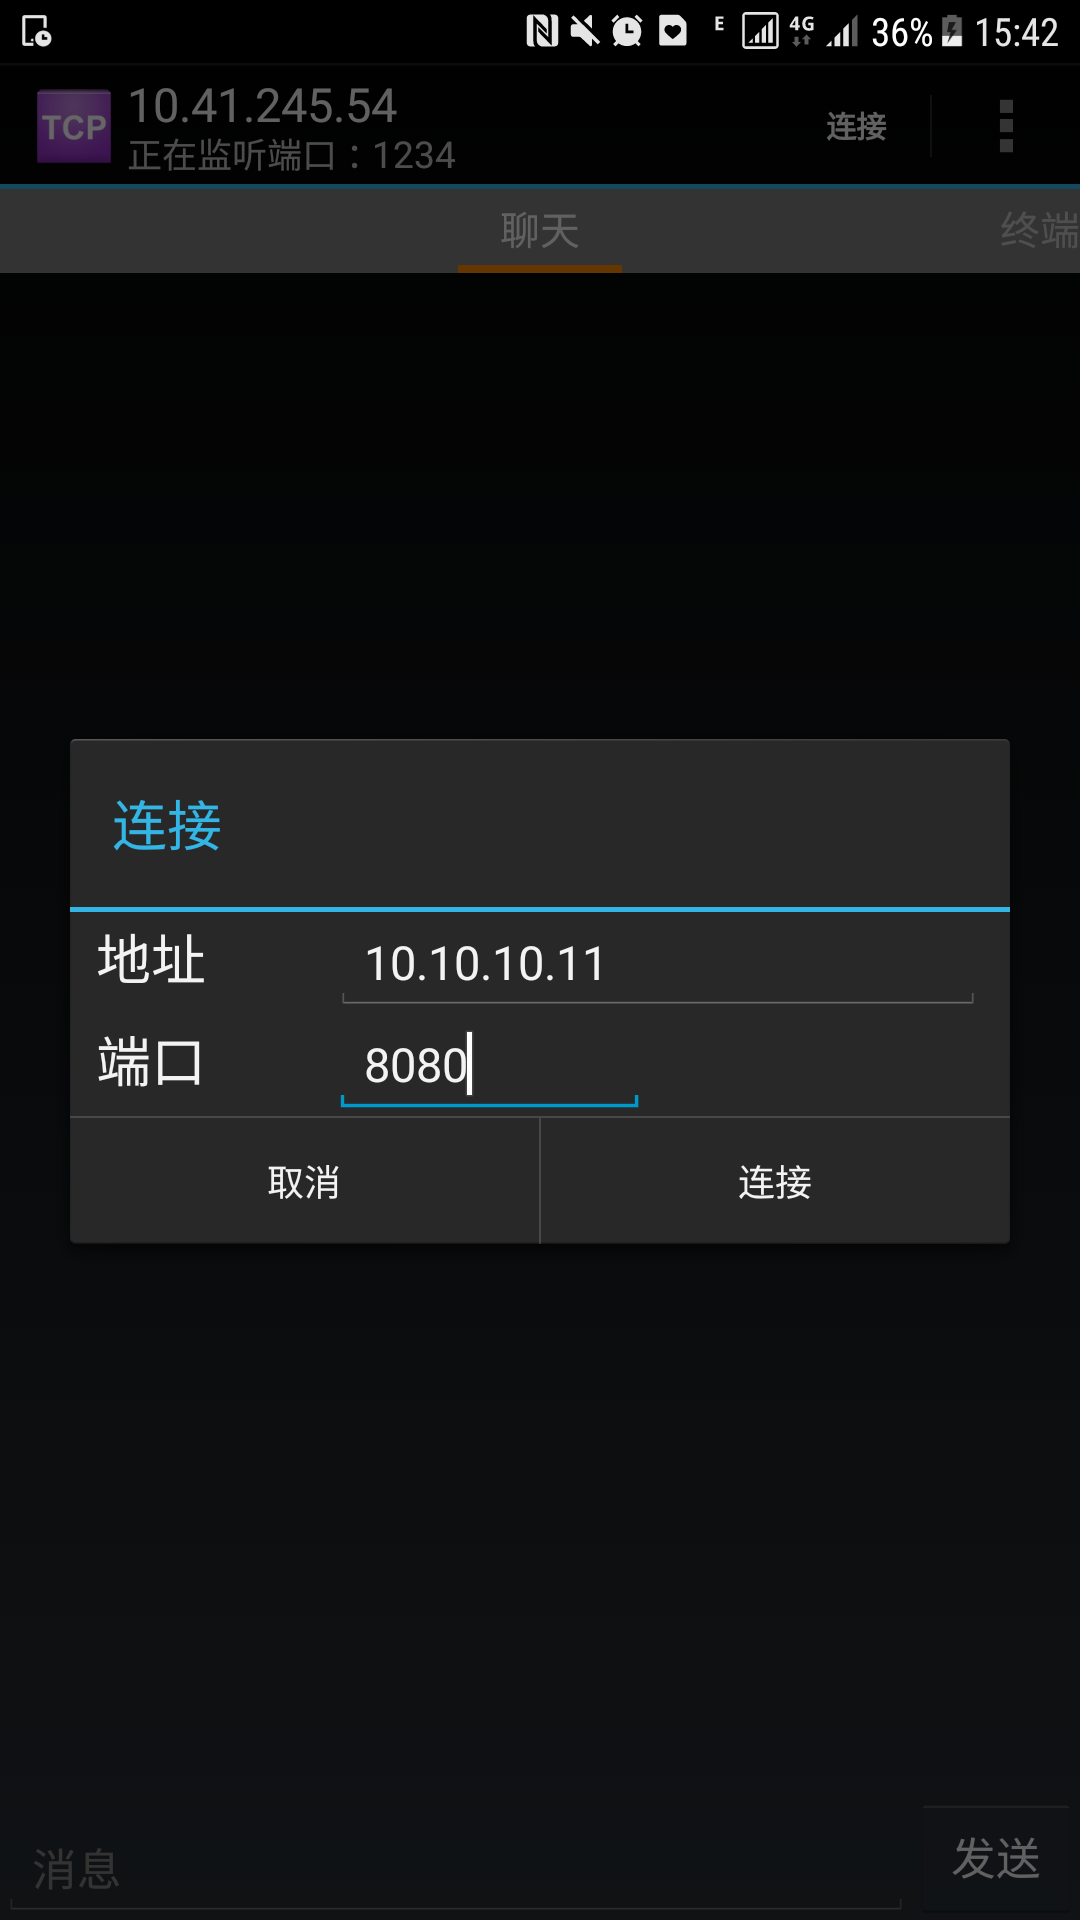 E 4G 36% 15:42
TCP
10.41.245.54
正在监听端口：1234
连接
聊天
终端
连接
地址 10.10.10.11
端口 8080
取消 连接
消息
发送